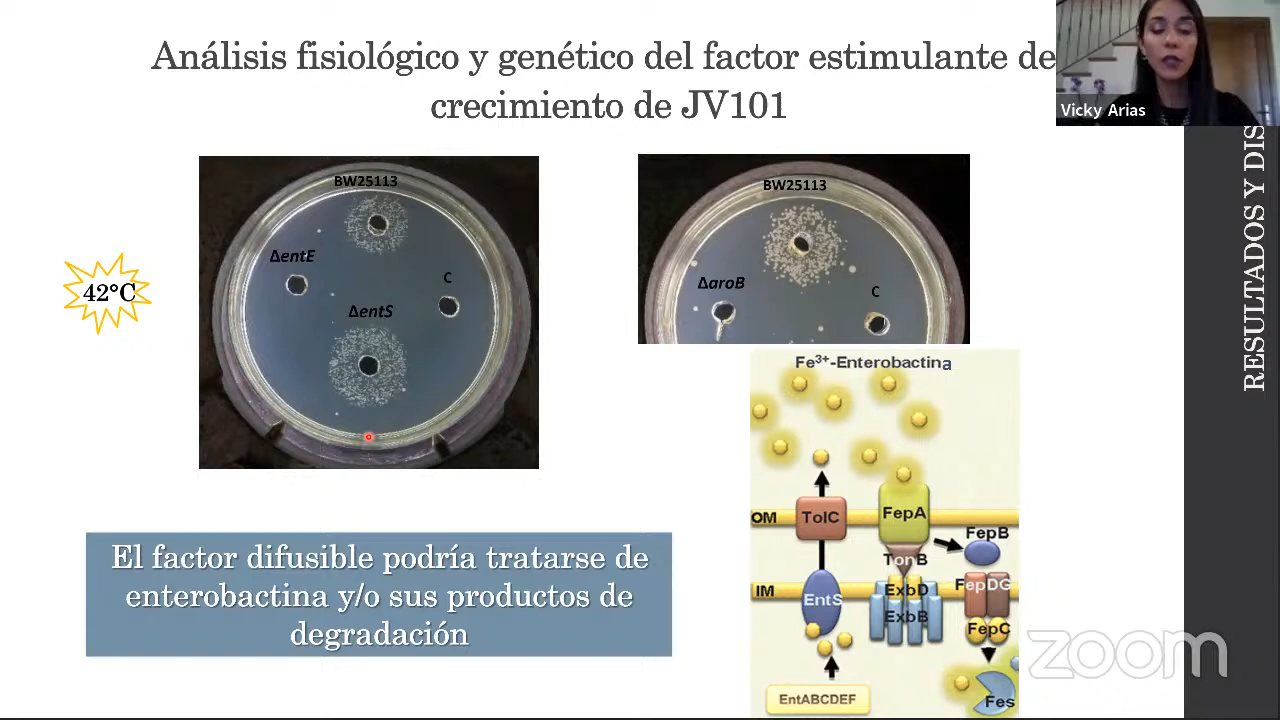 Análisis fisiológico y genético del factor estimulante de
crecimiento de JV101
Vicky Arias
RESULTADOS Y DIS
42°C
BW25113
ΔentE
C
ΔentS
BW25113
ΔaroB
C
Fe³⁺-Enterobactina
OM
TolC
FepA
FepB
TonB
IM
EntS
ExbD
ExbB
FepDG
FepC
EntABCDEF
Fes
El factor difusible podría tratarse de
enterobactina y/o sus productos de
degradación
zoom